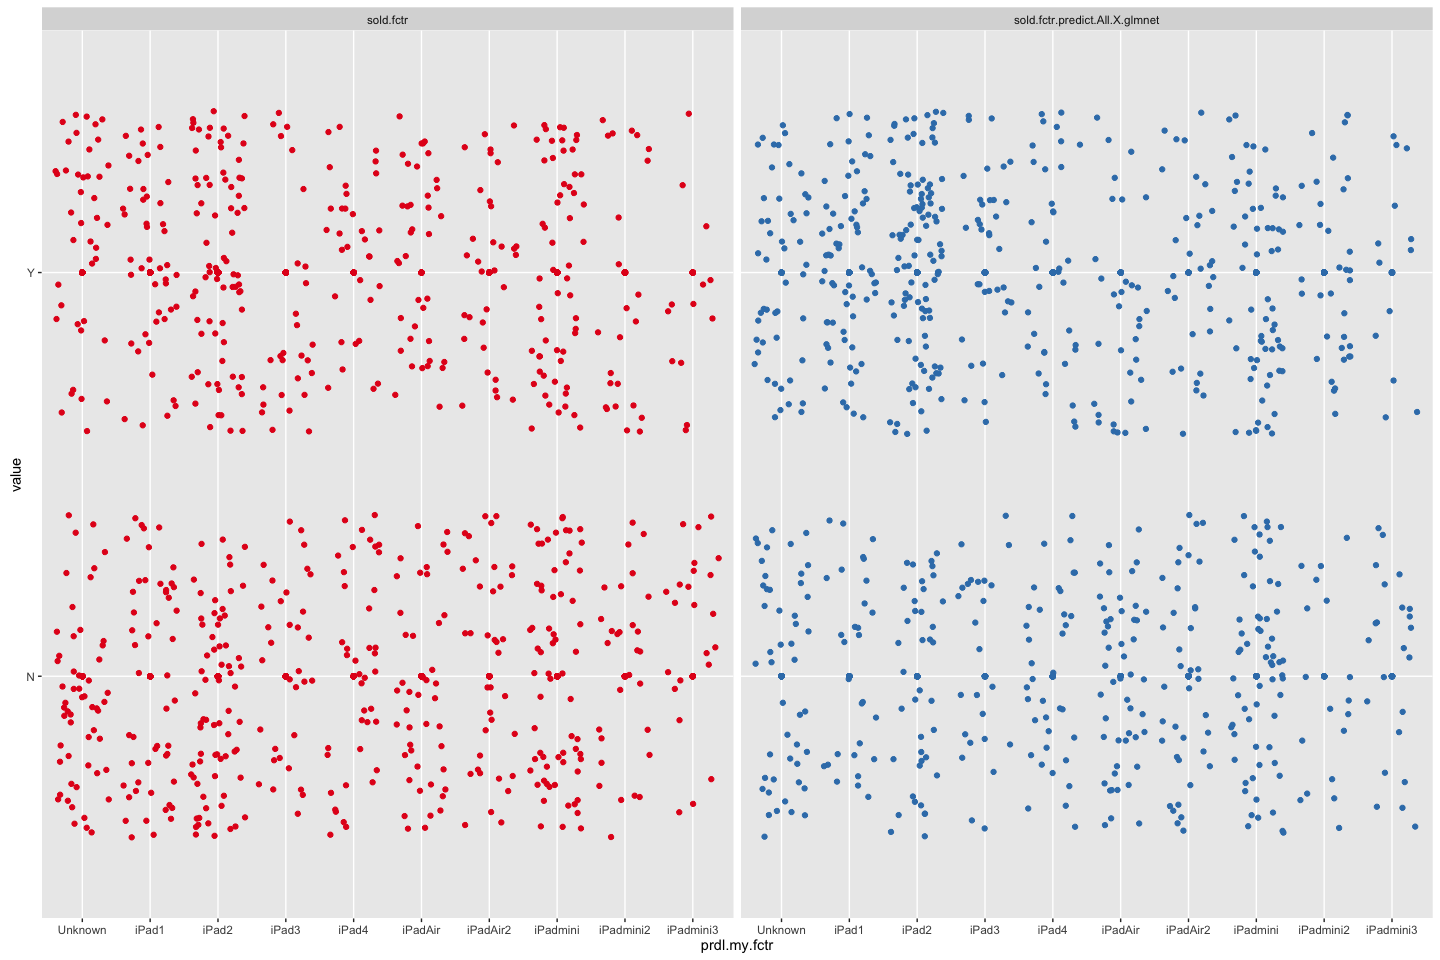 sold.fctr
sold.fctr.predict.All.X.glmnet
value
Y
N
Unknown iPad1 iPad2 iPad3 iPad4 iPadAir iPadAir2 iPadmini iPadmini2 iPadmini3
Unknown iPad1 iPad2 iPad3 iPad4 iPadAir iPadAir2 iPadmini iPadmini2 iPadmini3
prdl.my.fctr